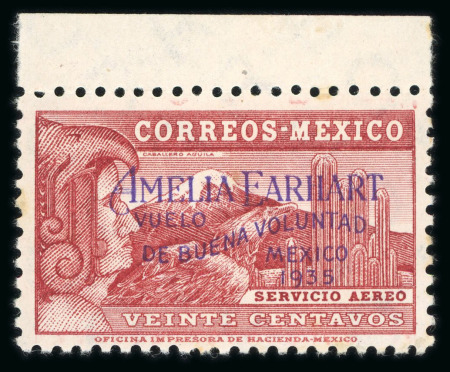 CORREOS-MEXICO
CABALLERO AGUILA
AMELIA EARHART
VUELO
DE BUENA VOLUNTAD
MEXICO
1935
SERVICIO AEREO
VEINTE CENTAVOS
OFICINA IMPRESORA DE HACIENDA-MEXICO.